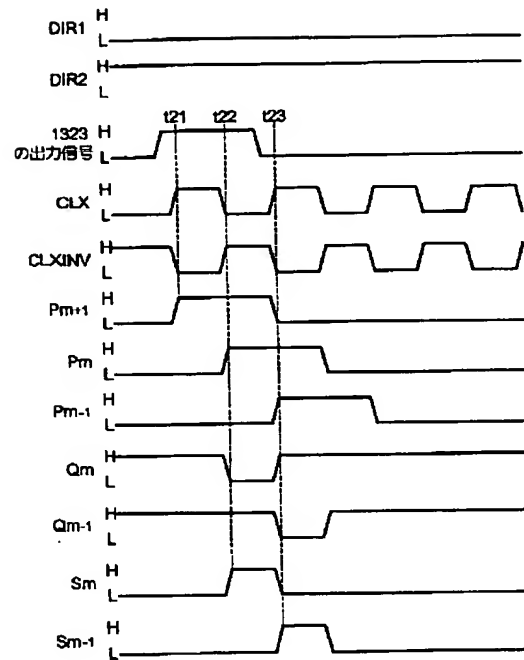 DIR1 H
L
DIR2 H
L
t21 t22 t23
1323 H
の出力信号 L
CLX H
L
CLXINV H
L
Pm+1 H
L
Pm H
L
Pm-1 H
L
Qm H
L
Qm-1 H
L
Sm H
L
Sm-1 H
L